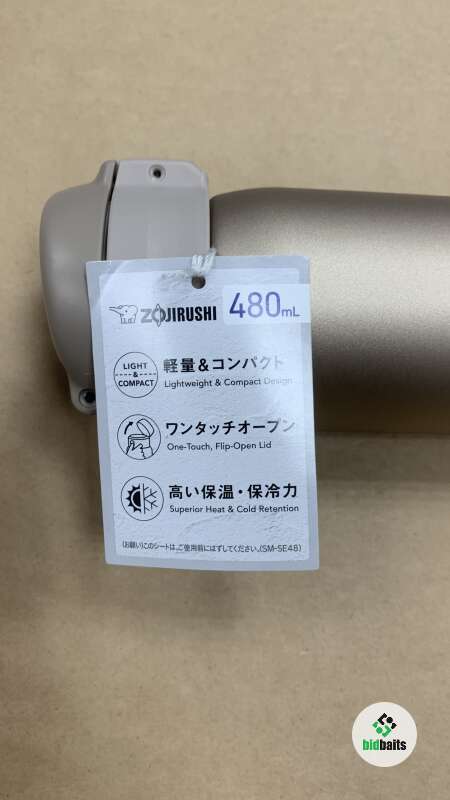 ZOJIRUSHI 480mL
LIGHT & COMPACT
軽量&コンパクト
Lightweight & Compact Design
ワンタッチオープン
One-Touch, Flip-Open Lid
高い保温・保冷力
Superior Heat & Cold Retention
(お願い)このシートは、ご使用前にはずしてください。(SM-SE48)
bidbaits